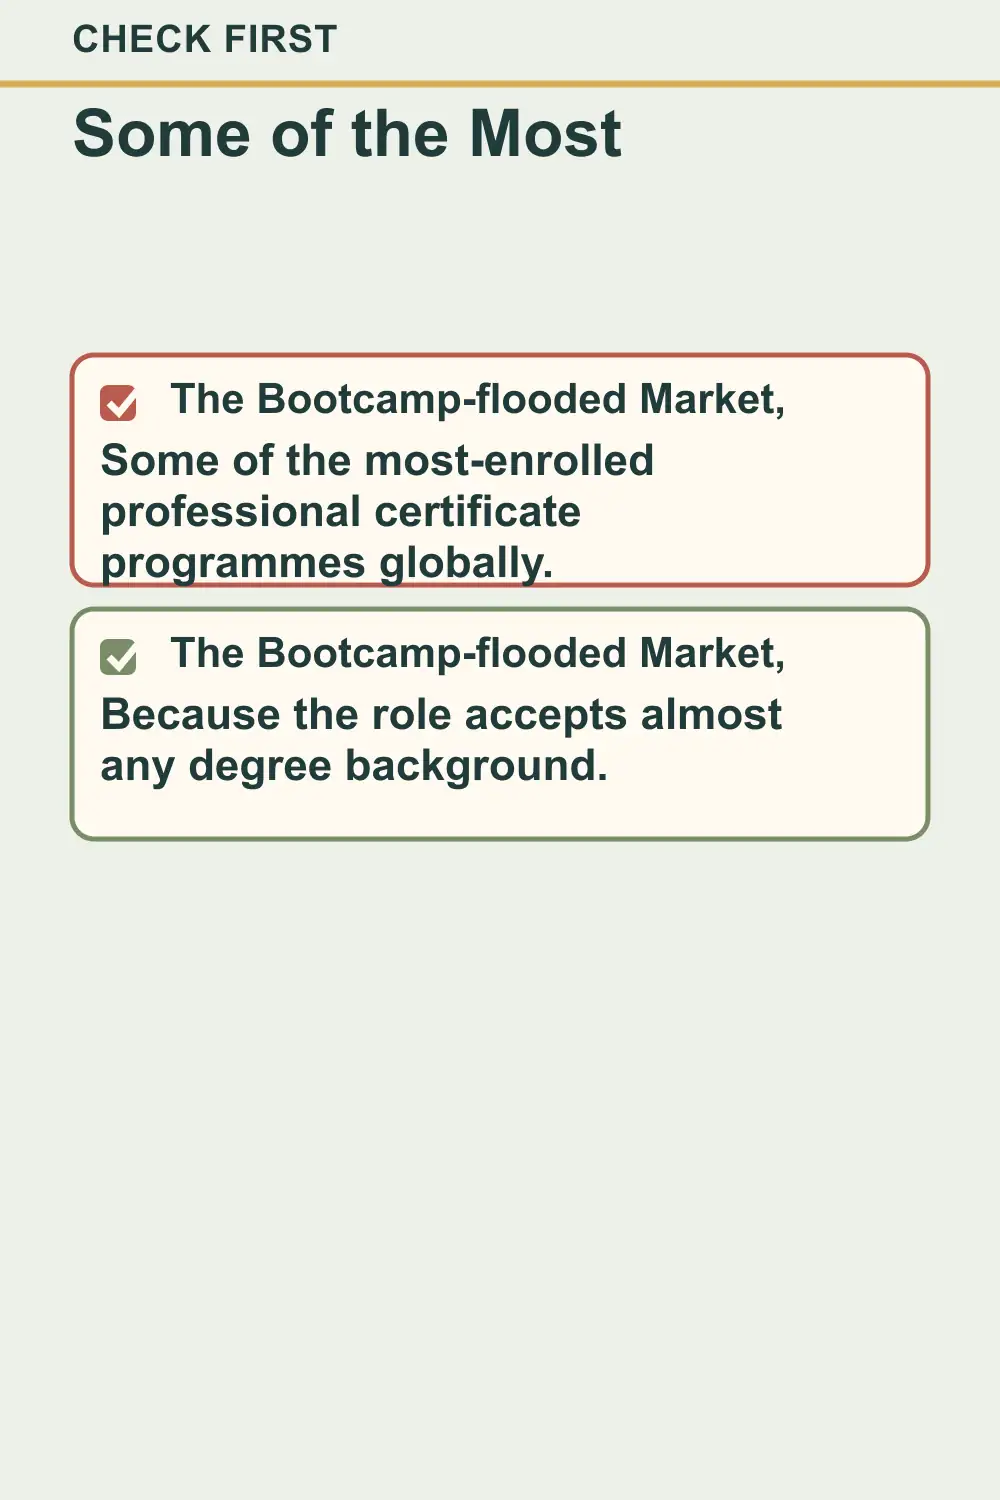 CHECK FIRST
Some of the Most
The Bootcamp-flooded Market,
Some of the most-enrolled
professional certificate
programmes globally.
The Bootcamp-flooded Market,
Because the role accepts almost
any degree background.